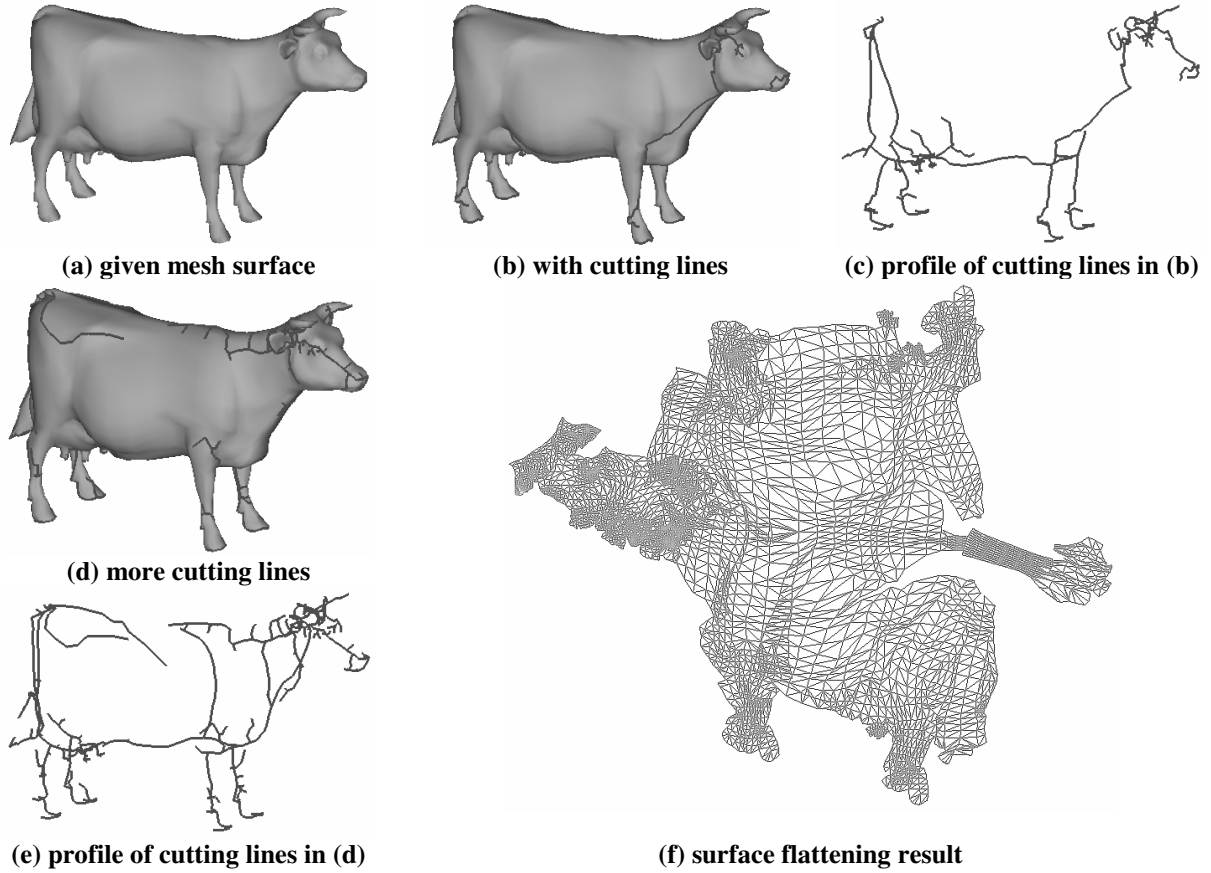 (a) given mesh surface
(b) with cutting lines
(c) profile of cutting lines in (b)
(d) more cutting lines
(e) profile of cutting lines in (d)
(f) surface flattening result